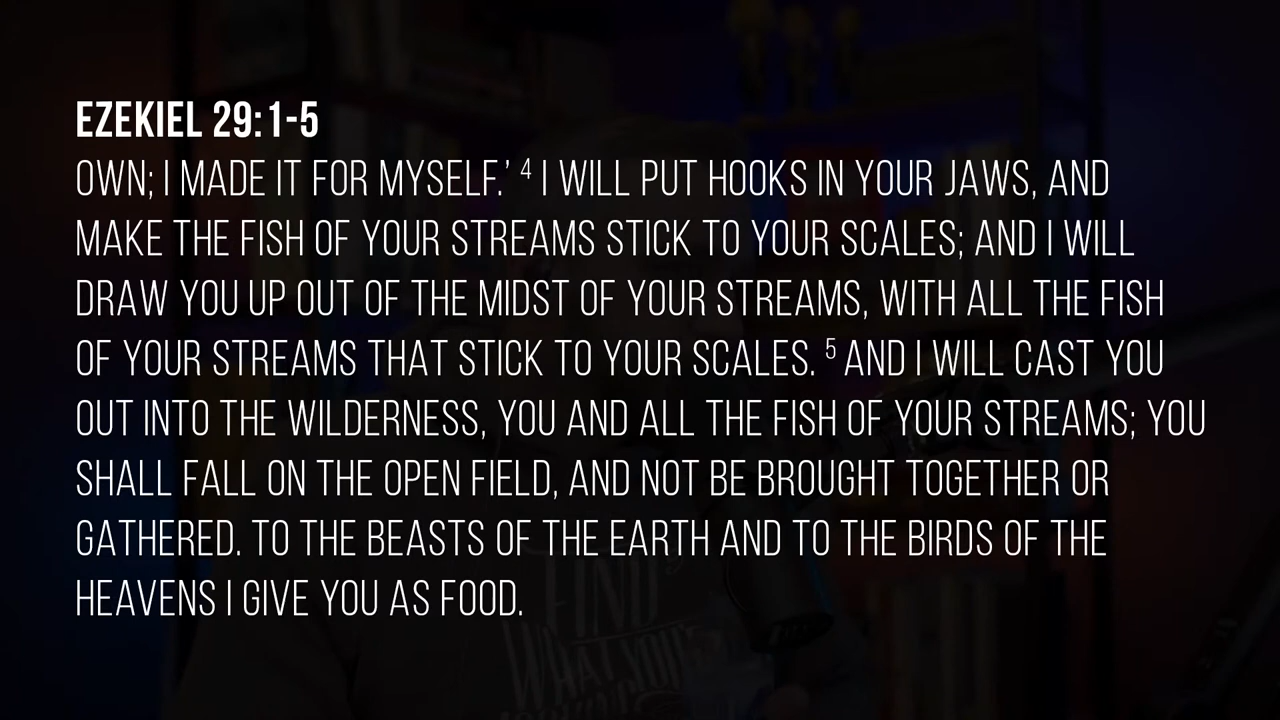 EZEKIEL 29:1-5
OWN; I MADE IT FOR MYSELF.’ 4 I WILL PUT HOOKS IN YOUR JAWS, AND
MAKE THE FISH OF YOUR STREAMS STICK TO YOUR SCALES; AND I WILL
DRAW YOU UP OUT OF THE MIDST OF YOUR STREAMS, WITH ALL THE FISH
OF YOUR STREAMS THAT STICK TO YOUR SCALES. 5 AND I WILL CAST YOU
OUT INTO THE WILDERNESS, YOU AND ALL THE FISH OF YOUR STREAMS; YOU
SHALL FALL ON THE OPEN FIELD, AND NOT BE BROUGHT TOGETHER OR
GATHERED. TO THE BEASTS OF THE EARTH AND TO THE BIRDS OF THE
HEAVENS I GIVE YOU AS FOOD.
FIND
WHAT YOU